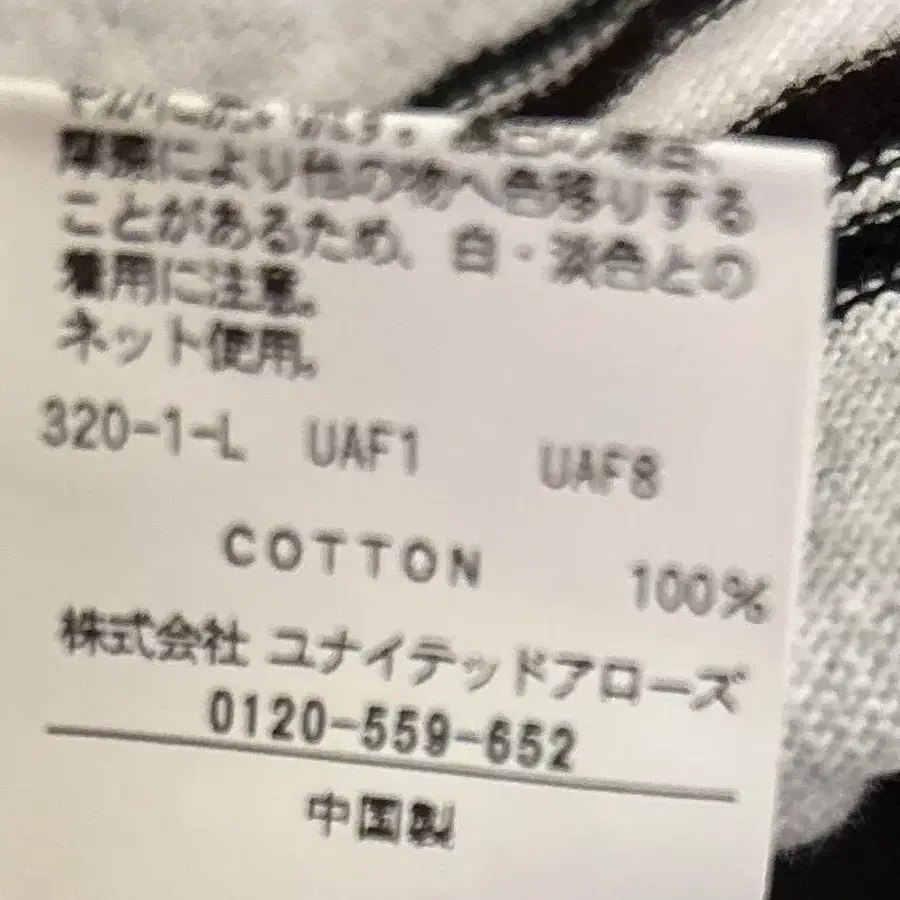 摩擦により他の物へ色移りする
ことがあるため、白・淡色との
着用に注意。
ネット使用。
320-1-L UAF1 UAF8
COTTON 100%
株式会社 ユナイテッドアローズ
0120-559-652
中国製